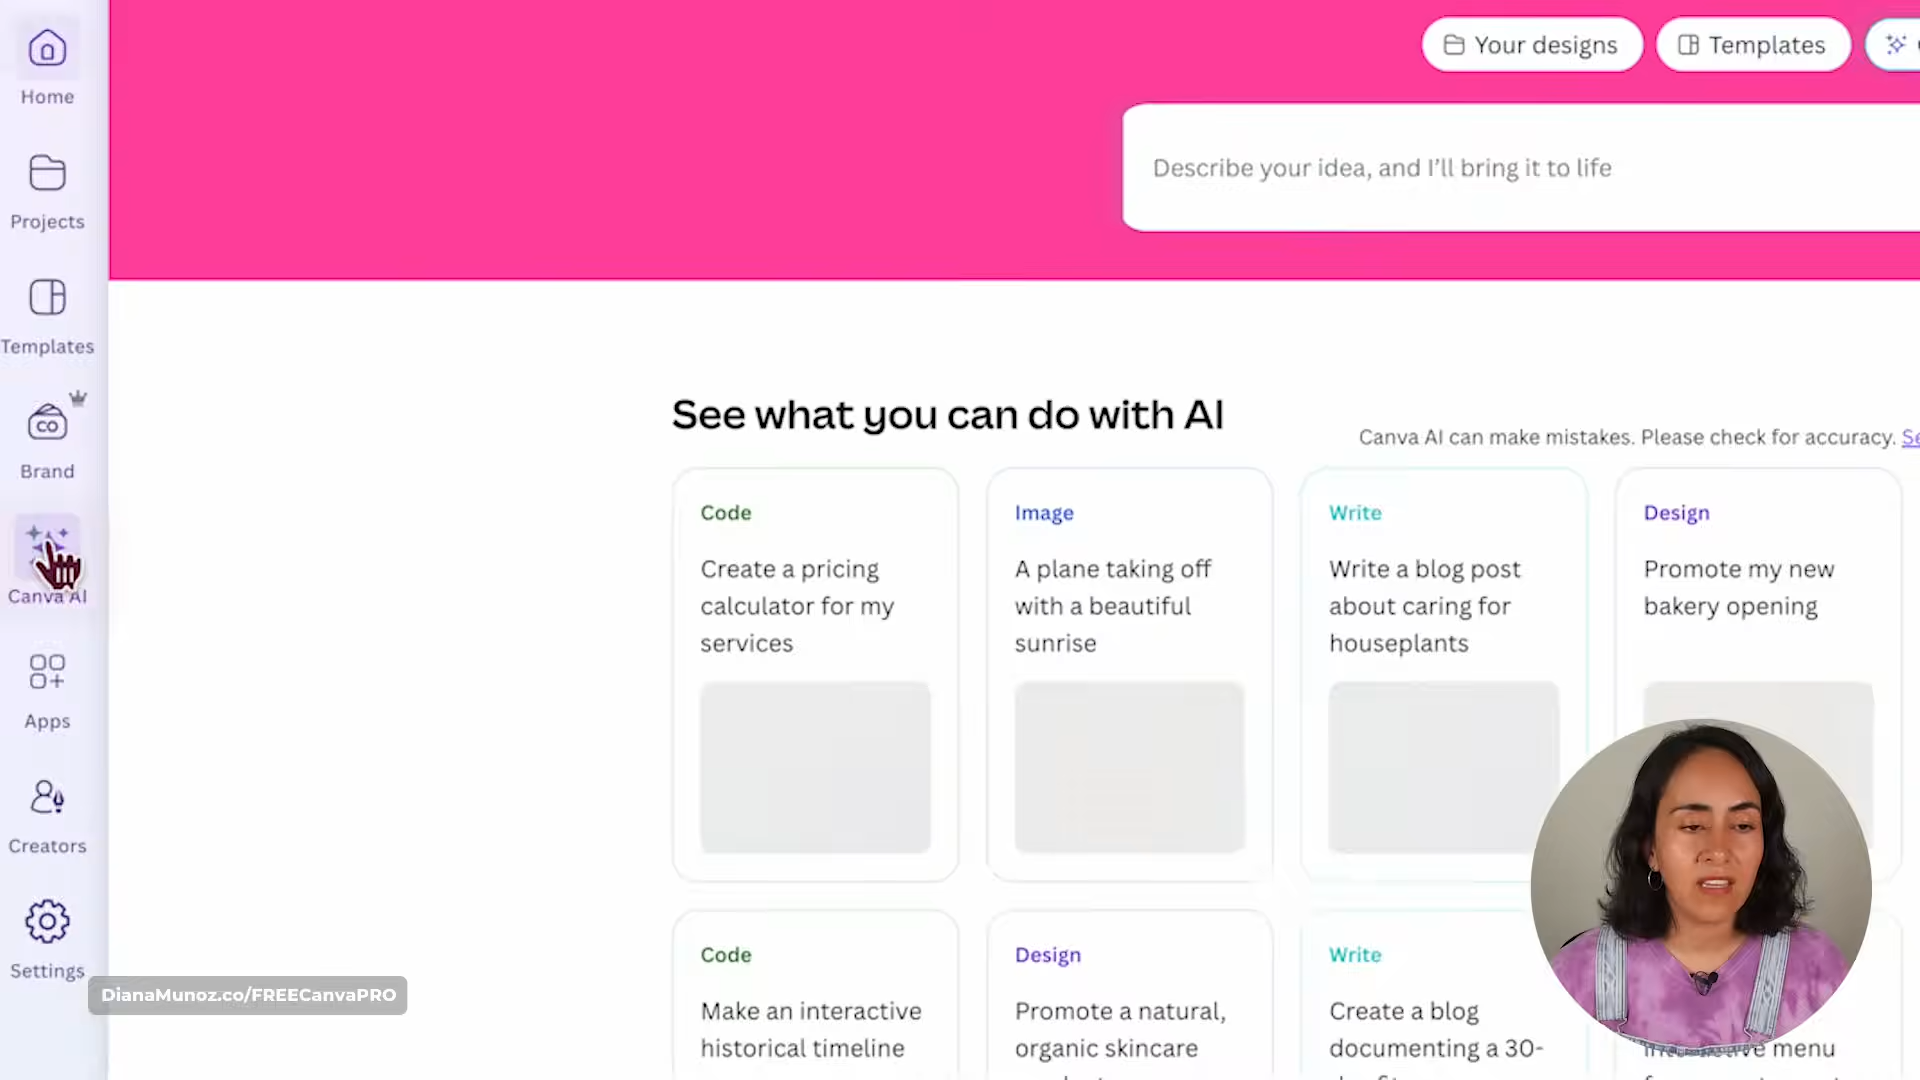 Home
Projects
Templates
Brand
Canva AI
Apps
Creators
Settings
Your designs
Templates
Describe your idea, and I'll bring it to life
See what you can do with AI
Canva AI can make mistakes. Please check for accuracy.
Code
Create a pricing
calculator for my
services
Image
A plane taking off
with a beautiful
sunrise
Write
Write a blog post
about caring for
houseplants
Design
Promote my new
bakery opening
Code
Make an interactive
historical timeline
Design
Promote a natural,
organic skincare
Write
Create a blog
documenting a 30-
menu
DianaMunoz.co/FREECanvaPRO